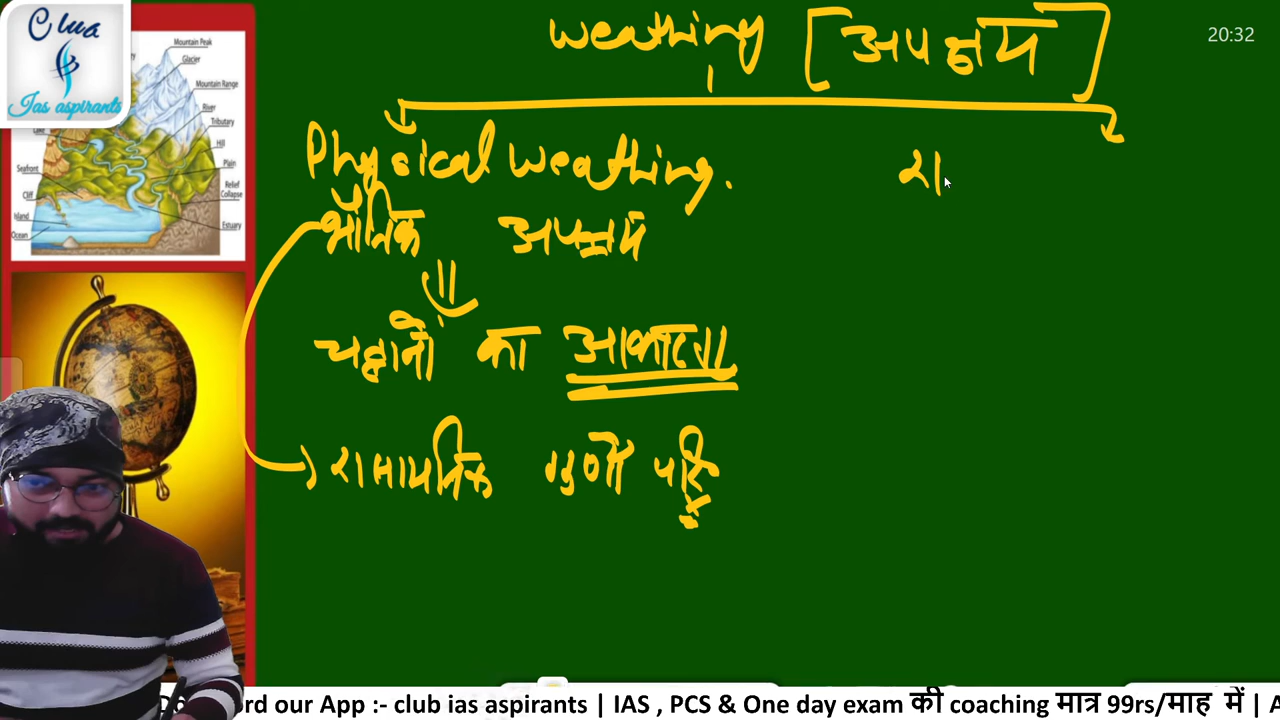 Clua
Ias aspirants
20:32
Mountain Peak
Glacier
Mountain Range
River
Tributary
Lake
Hill
Seafront
Plain
Cliff
Relief
Collapse
Island
Estuary
Ocean
weathing [अपक्षय]
Physical weathing.
रा
भौतिक अपक्षय
चट्टानों का
रासायनिक गुणों परि
ord our App :- club ias aspirants | IAS , PCS & One day exam की coaching मात्र 99rs/माह में | A